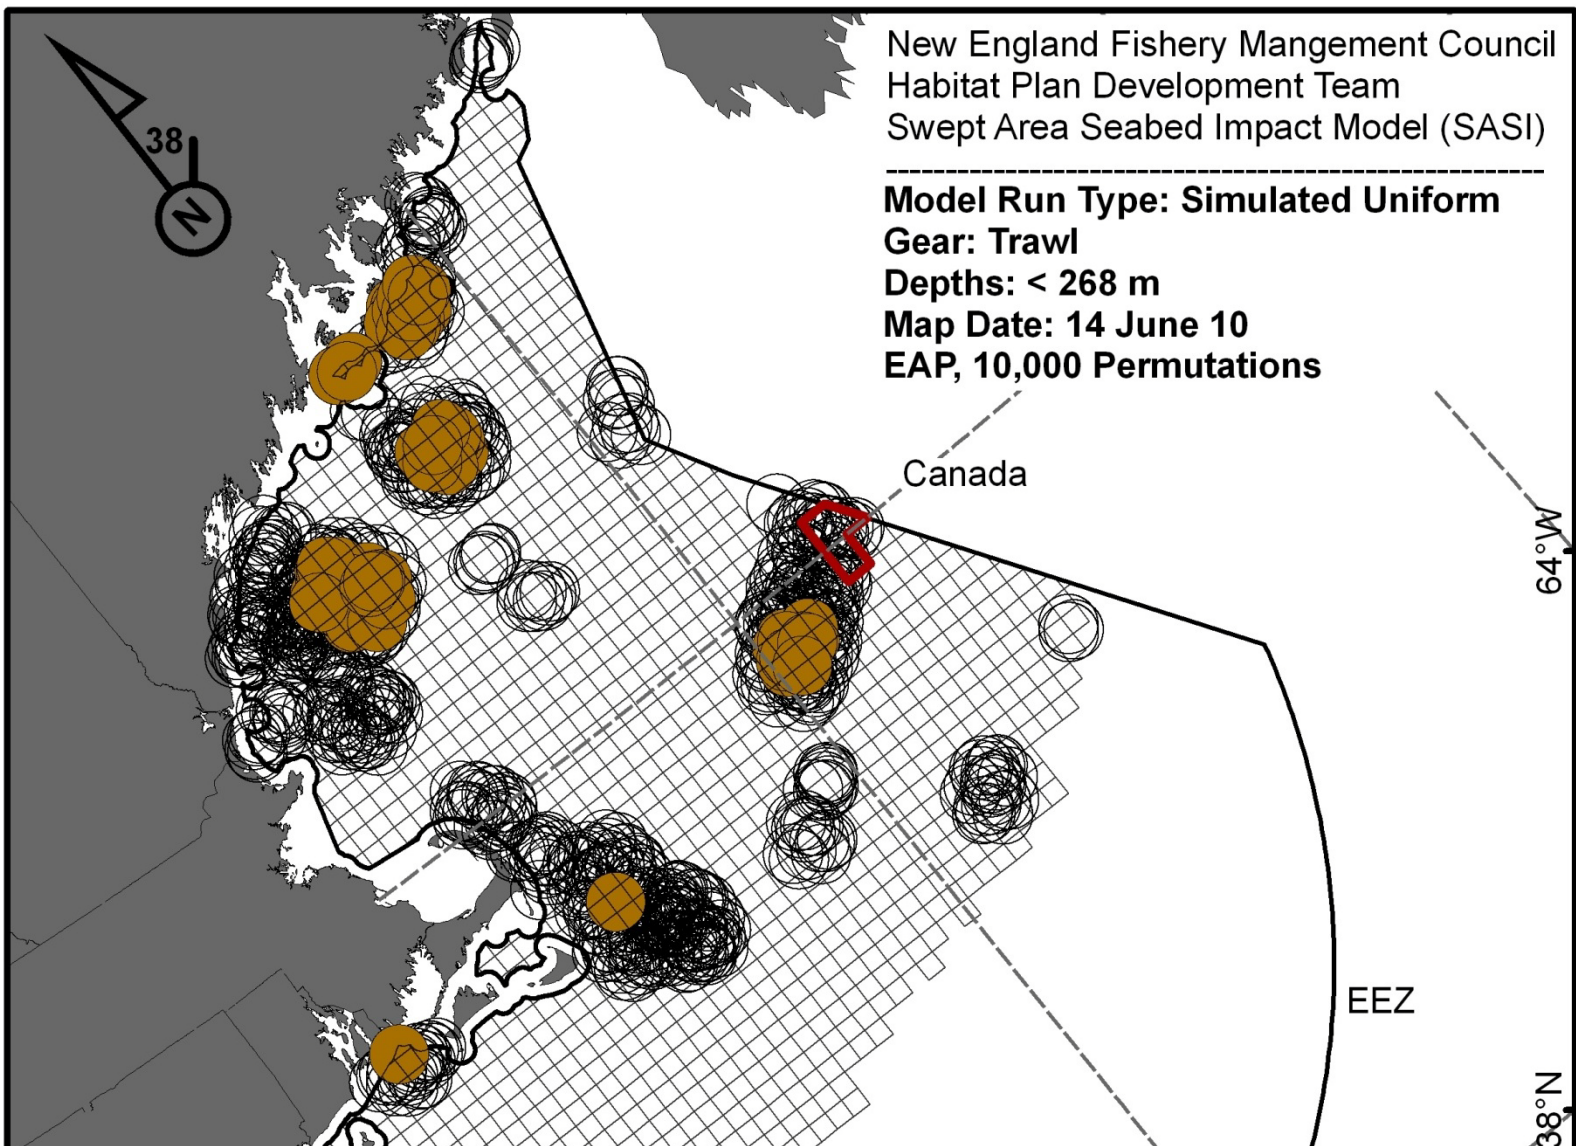 New England Fishery Mangement Council
Habitat Plan Development Team
Swept Area Seabed Impact Model (SASI)
Model Run Type: Simulated Uniform
Gear: Trawl
Depths: < 268 m
Map Date: 14 June 10
EAP, 10,000 Permutations
38
N
Canada
64°W
EEZ
38°N